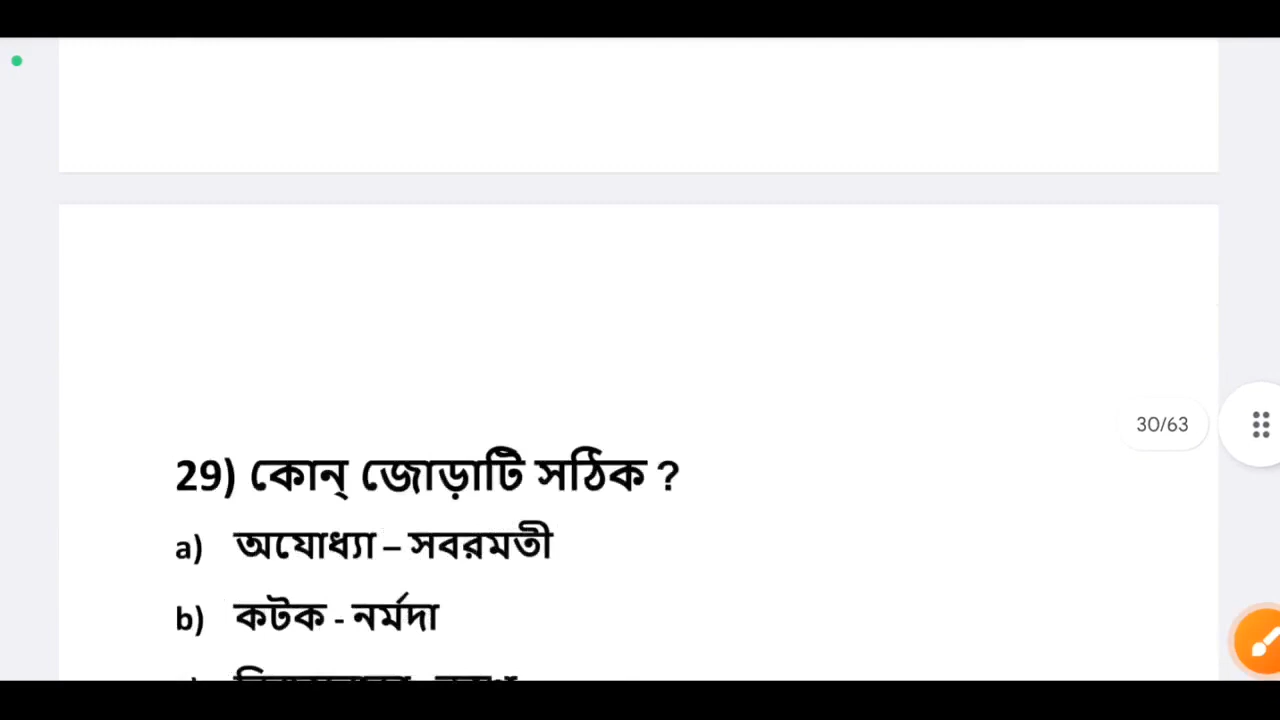 30/63
29) কোন্ জোড়াটি সঠিক ?
a) অযোধ্যা – সবরমতী
b) কটক - নর্মদা